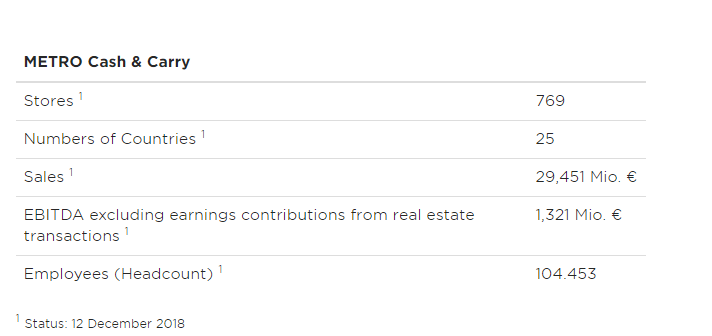 METRO Cash & Carry
Stores 1 769
Numbers of Countries 1 25
Sales 1 29,451 Mio. €
EBITDA excluding earnings contributions from real estate 1,321 Mio. €
transactions 1
Employees (Headcount) 1 104.453
1 Status: 12 December 2018